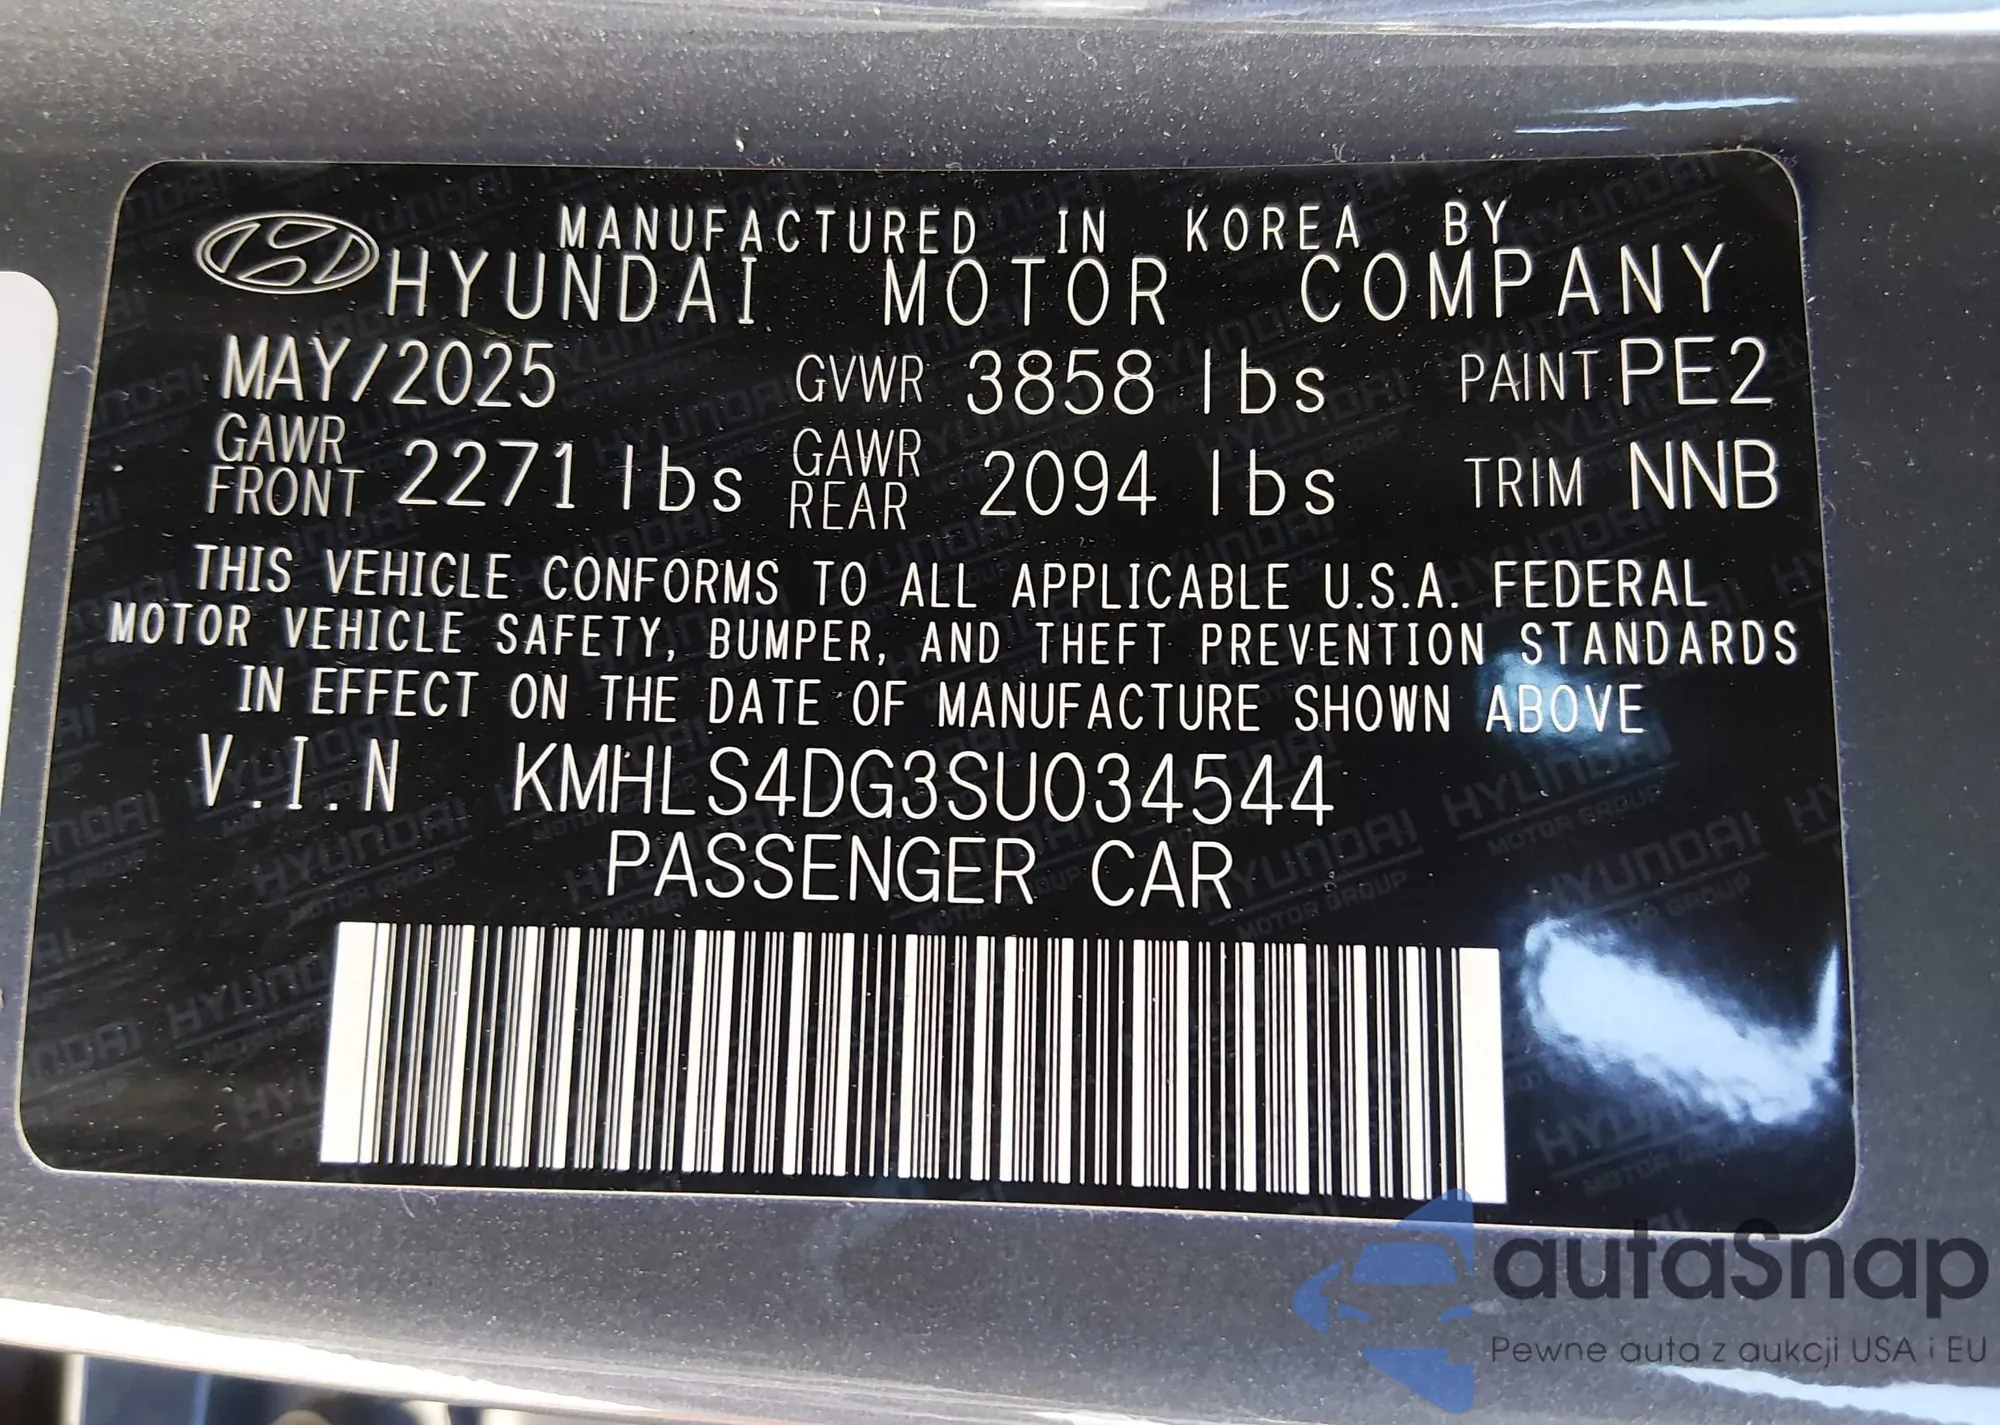 MANUFACTURED IN KOREA BY
HYUNDAI MOTOR COMPANY
MAY/2025 GVWR 3858 lbs PAINT PE2
GAWR FRONT 2271 lbs GAWR REAR 2094 lbs TRIM NNB
THIS VEHICLE CONFORMS TO ALL APPLICABLE U.S.A. FEDERAL
MOTOR VEHICLE SAFETY, BUMPER, AND THEFT PREVENTION STANDARDS
IN EFFECT ON THE DATE OF MANUFACTURE SHOWN ABOVE
V.I.N KMHLS4DG3SU034544
PASSENGER CAR
HYUNDAI
MOTOR GROUP
autaSnap
Pewne auta z aukcji USA i EU